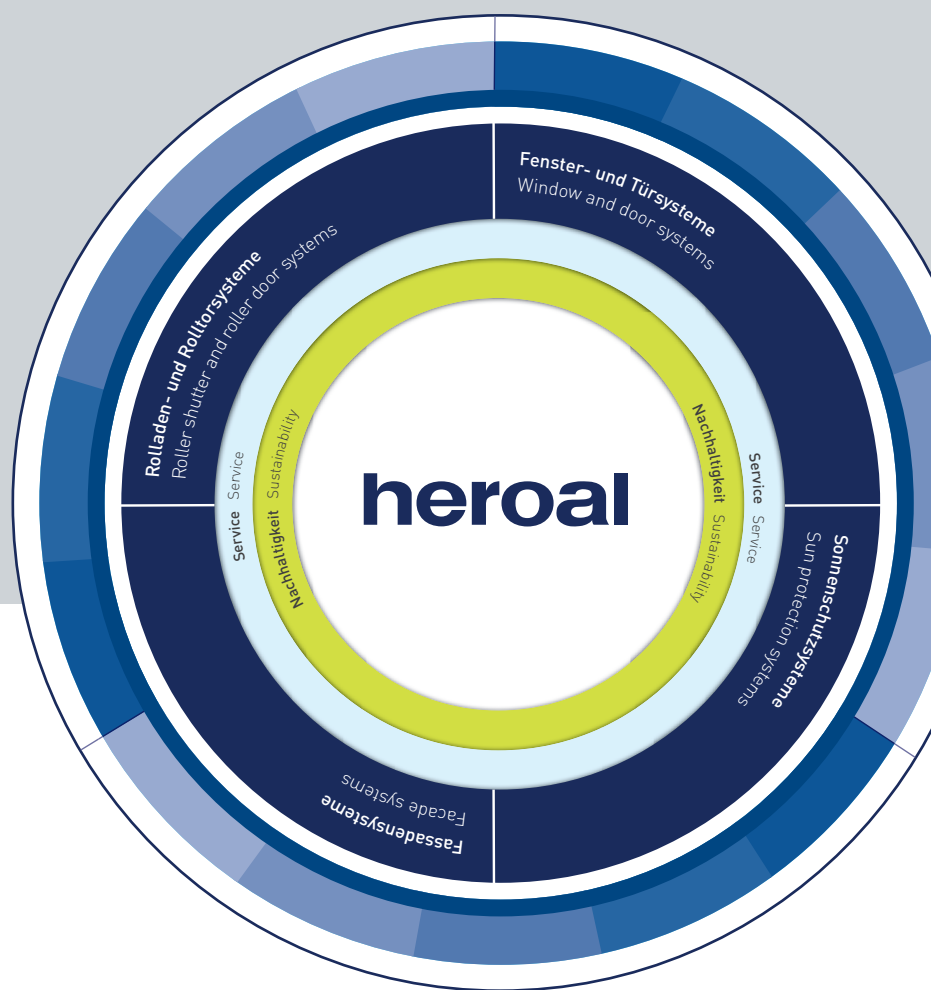 Fenster- und Türsysteme
Window and door systems
Rolladen- und Rolltorsysteme
Roller shutter and roller door systems
Service Service
Nachhaltigkeit Sustainability
heroal
Nachhaltigkeit Sustainability
Service Service
Sonnenschutzsysteme
Sun protection systems
Fassadensysteme
Facade systems